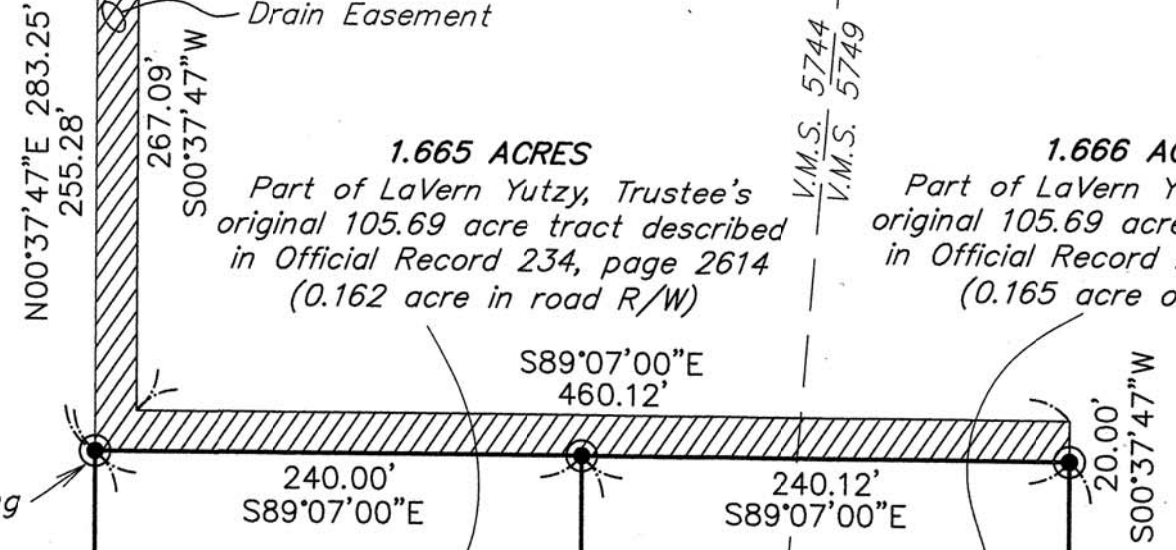 Drain Easement
N00°37'47"E 283.25'
255.28'
267.09'
S00°37'47"W
V.M.S. 5744
V.M.S. 5749
1.665 ACRES
Part of LaVern Yutzy, Trustee's
original 105.69 acre tract described
in Official Record 234, page 2614
(0.162 acre in road R/W)
1.666 AC
Part of LaVern Y
original 105.69 acre
in Official Record
(0.165 acre o
S89°07'00"E
460.12'
20.00'
S00°37'47"W
240.00'
S89°07'00"E
240.12'
S89°07'00"E